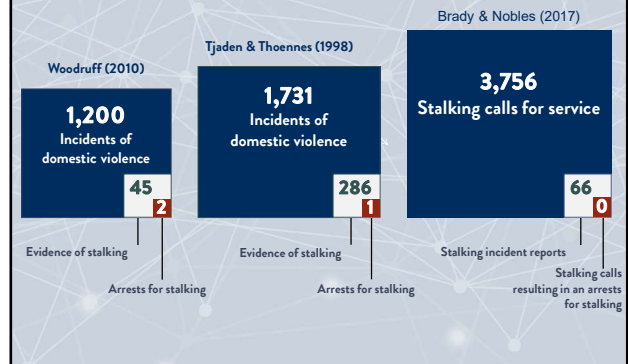 Woodruff (2010)
1,200
Incidents of
domestic violence
45
2
Evidence of stalking
Arrests for stalking
Tjaden & Thoennes (1998)
1,731
Incidents of
domestic violence
286
1
Evidence of stalking
Arrests for stalking
Brady & Nobles (2017)
3,756
Stalking calls for service
66
0
Stalking incident reports
Stalking calls
resulting in an arrests
for stalking